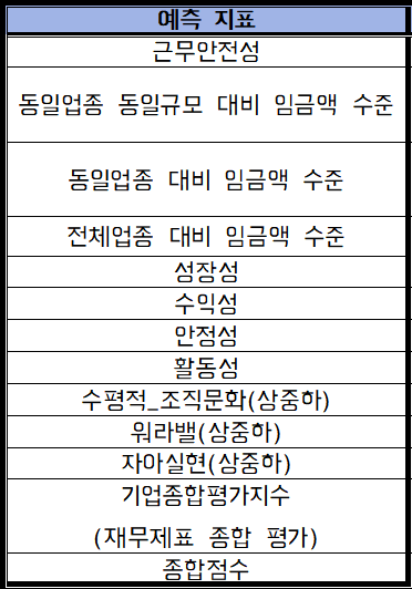 예측 지표
근무안전성
동일업종 동일규모 대비 임금액 수준
동일업종 대비 임금액 수준
전체업종 대비 임금액 수준
성장성
수익성
안정성
활동성
수평적_조직문화(상중하)
워라밸(상중하)
자아실현(상중하)
기업종합평가지수
(재무제표 종합 평가)
종합점수